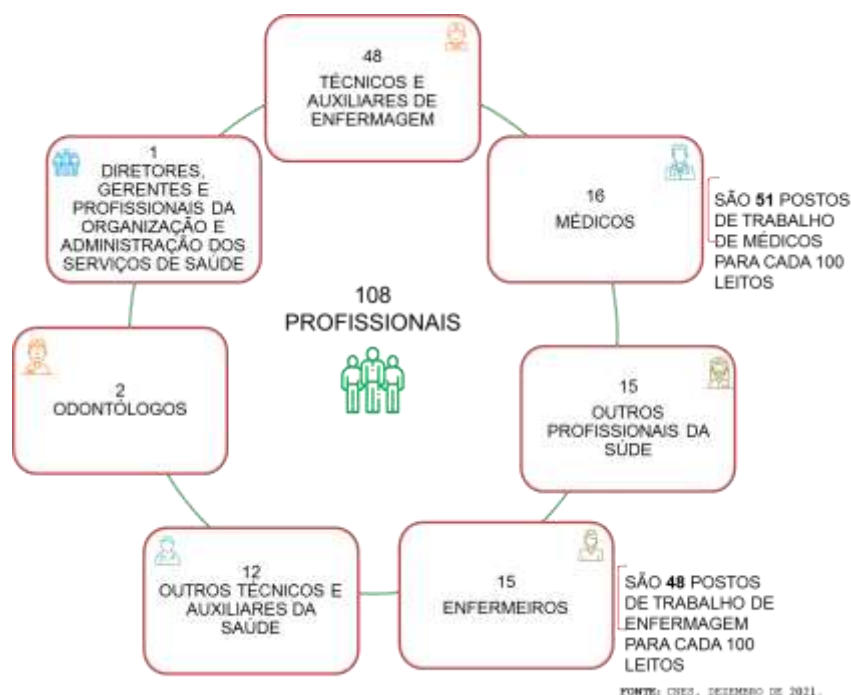 48
TÉCNICOS E
AUXILIARES DE
ENFERMAGEM
1
DIRETORES,
GERENTES E
PROFISSIONAIS DA
ORGANIZAÇÃO E
ADMINISTRAÇÃO DOS
SERVIÇOS DE SAÚDE
16
MÉDICOS
SÃO 51 POSTOS
DE TRABALHO
DE MÉDICOS
PARA CADA 100
LEITOS
108
PROFISSIONAIS
2
ODONTÓLOGOS
15
OUTROS
PROFISSIONAIS DA
SÚDE
12
OUTROS TÉCNICOS E
AUXILIARES DA
SAÚDE
15
ENFERMEIROS
SÃO 48 POSTOS
DE TRABALHO DE
ENFERMAGEM
PARA CADA 100
LEITOS
FONTE: CNES, DEZEMBRO DE 2021.